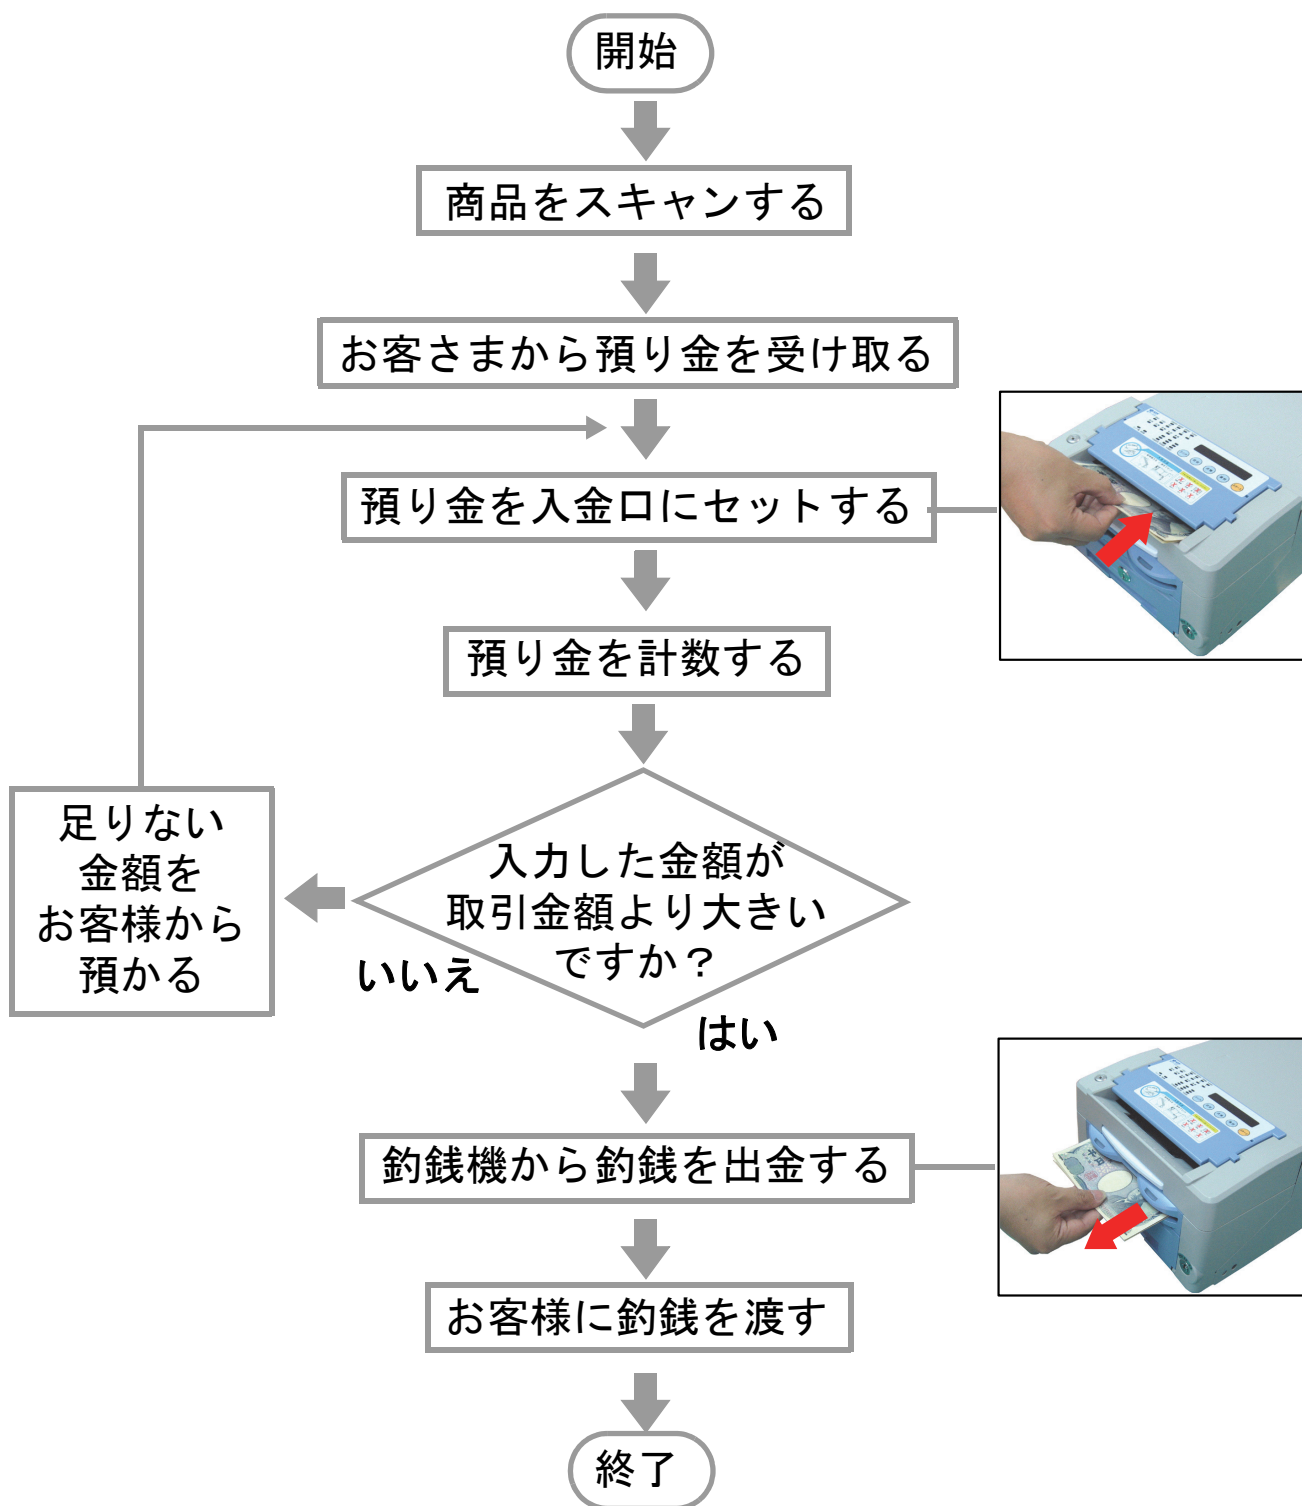 開始
商品をスキャンする
お客さまから預り金を受け取る
預り金を入金口にセットする
預り金を計数する
入力した金額が
取引金額より大きい
ですか？
足りない
金額を
お客様から
預かる
いいえ
はい
釣銭機から釣銭を出金する
お客様に釣銭を渡す
終了